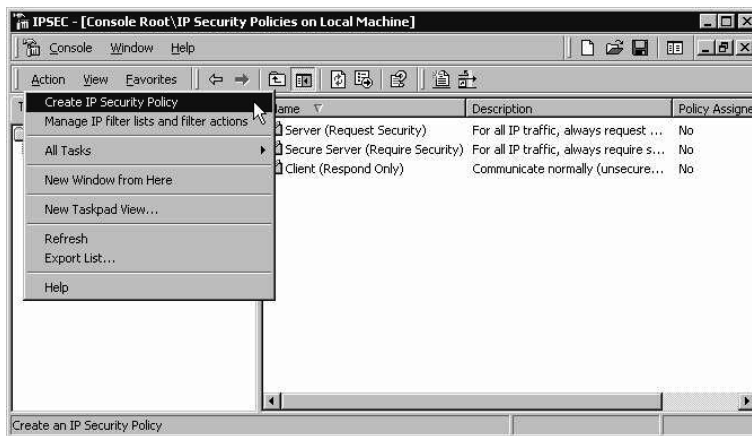 IPSEC - [Console Root\IP Security Policies on Local Machine]
Console Window Help
Action View Favorites
Create IP Security Policy
Manage IP filter lists and filter actions
All Tasks
New Window from Here
New Taskpad View...
Refresh
Export List...
Help
ame Description Policy Assigne
Server (Request Security) For all IP traffic, always request ... No
Secure Server (Require Security) For all IP traffic, always require s... No
Client (Respond Only) Communicate normally (unsecure... No
Create an IP Security Policy